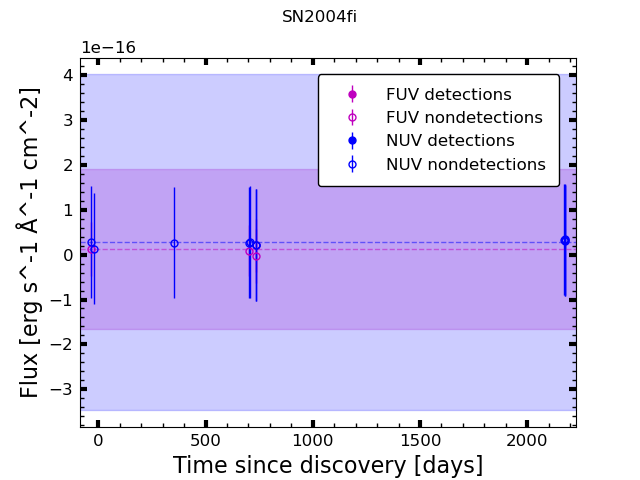 SN2004fi
1e−16
4
3
2
1
0
−1
−2
−3
Flux [erg s^-1 Å^-1 cm^-2]
FUV detections
FUV nondetections
NUV detections
NUV nondetections
0 500 1000 1500 2000
Time since discovery [days]